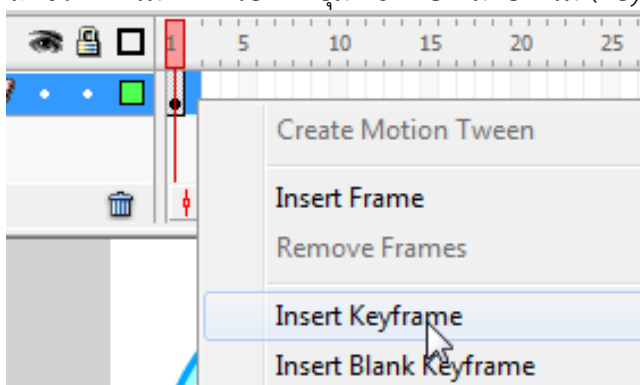 1 5 10 15 20 25
Create Motion Tween
Insert Frame
Remove Frames
Insert Keyframe
Insert Blank Keyframe